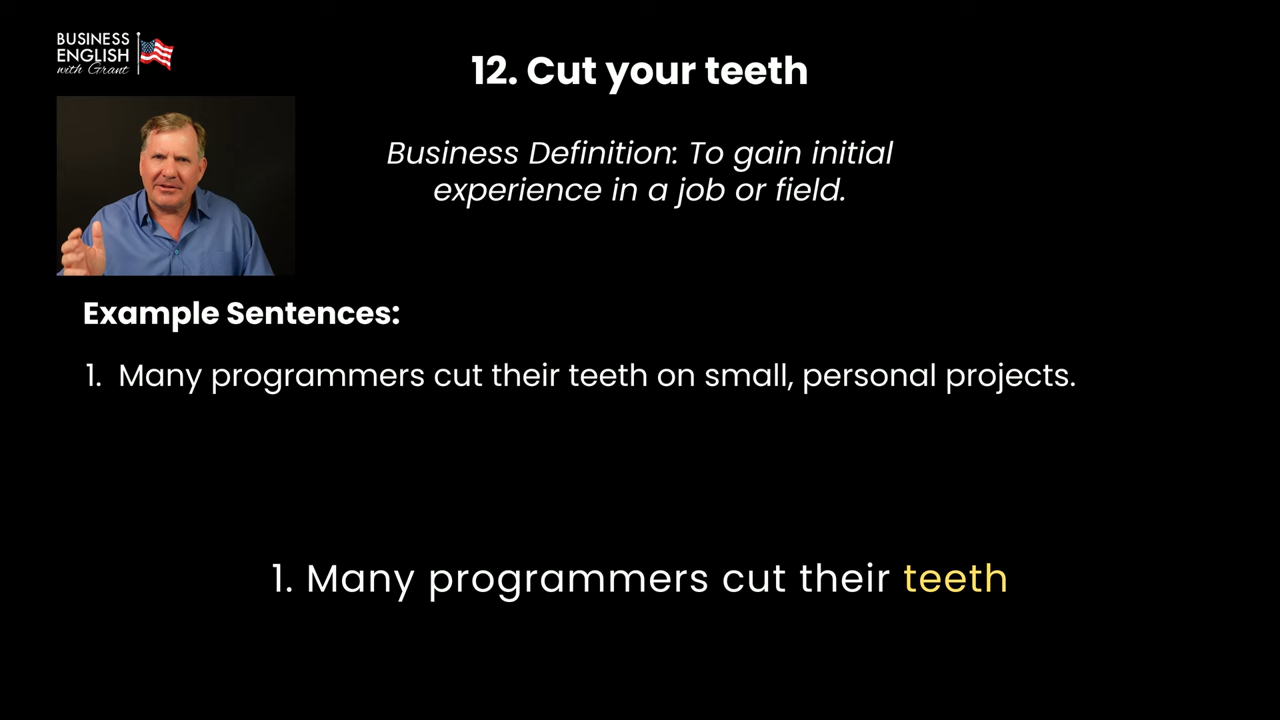 BUSINESS
ENGLISH
with Grant
12. Cut your teeth
Business Definition: To gain initial
experience in a job or field.
Example Sentences:
1. Many programmers cut their teeth on small, personal projects.
1. Many programmers cut their teeth